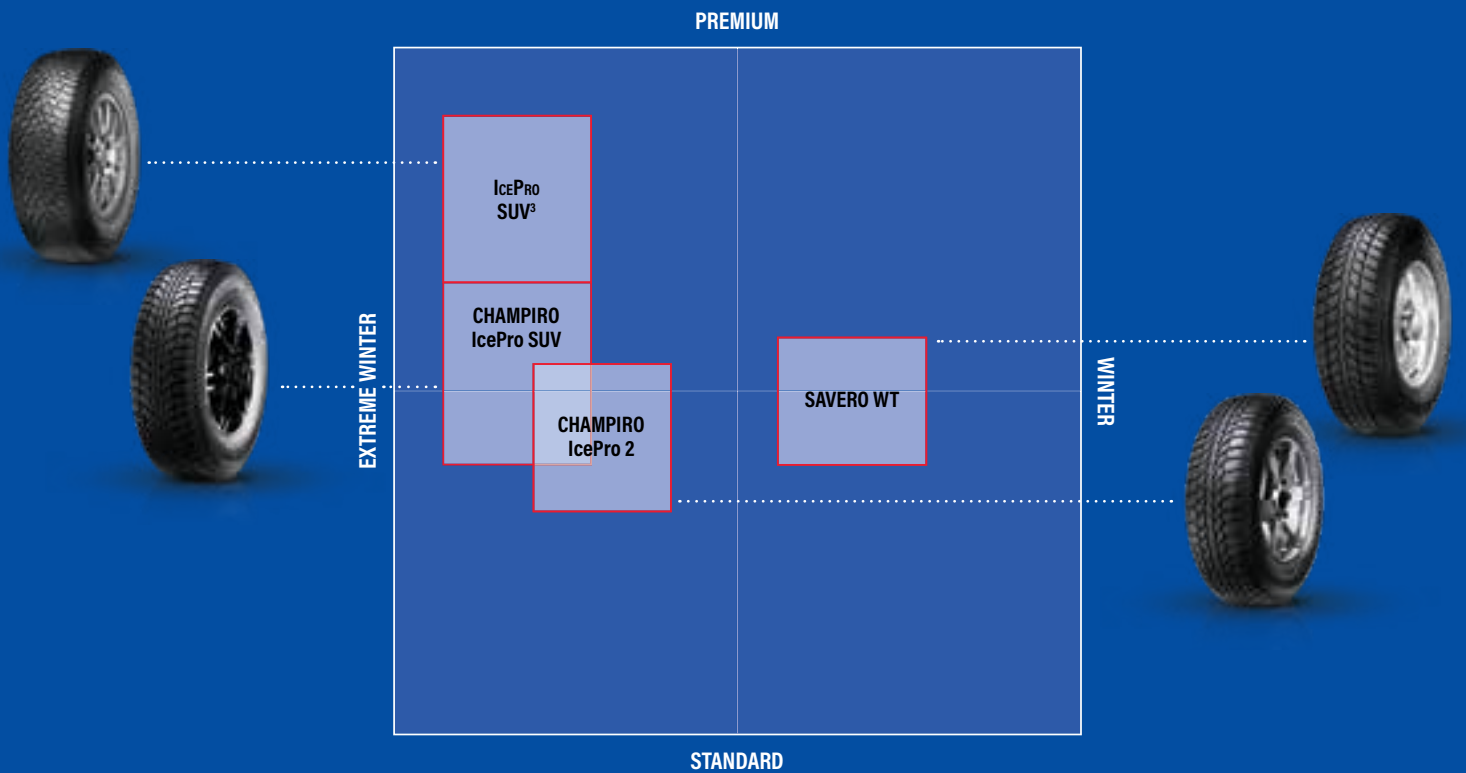 PREMIUM
IcePro
SUV³
CHAMPIRO
IcePro SUV
EXTREME WINTER
WINTER
SAVERO WT
CHAMPIRO
IcePro 2
STANDARD